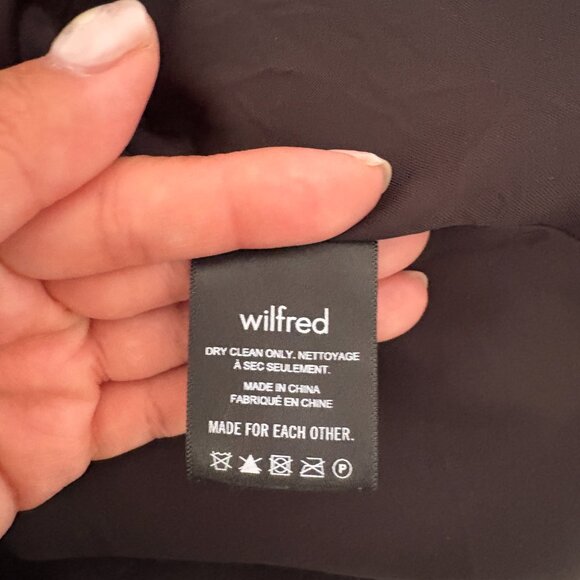 wilfred
DRY CLEAN ONLY. NETTOYAGE
À SEC SEULEMENT.
MADE IN CHINA
FABRIQUÉ EN CHINE
MADE FOR EACH OTHER.
P